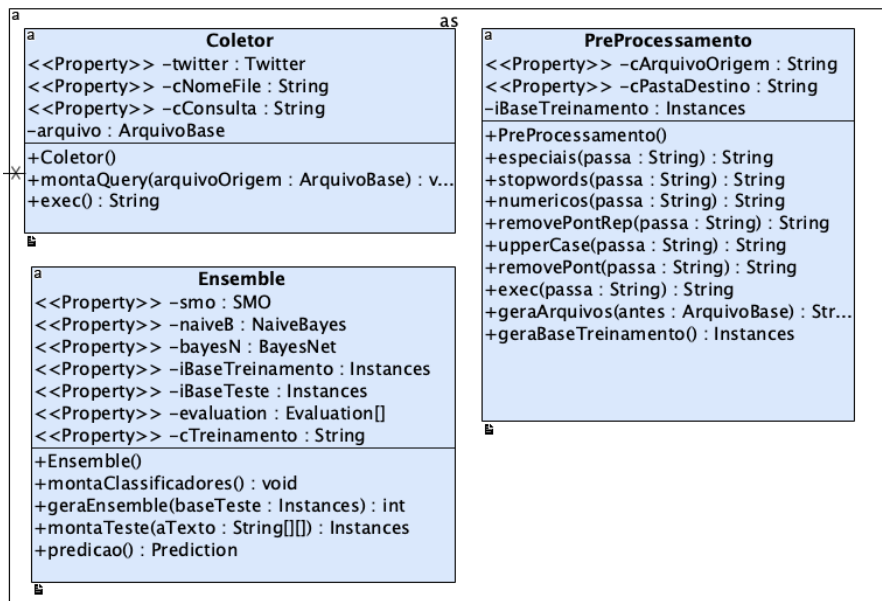 a
as
a
Coletor
<<Property>> -twitter : Twitter
<<Property>> -cNomeFile : String
<<Property>> -cConsulta : String
-arquivo : ArquivoBase
+Coletor()
+montaQuery(arquivoOrigem : ArquivoBase) : v...
+exec() : String
a
PreProcessamento
<<Property>> -cArquivoOrigem : String
<<Property>> -cPastaDestino : String
-iBaseTreinamento : Instances
+PreProcessamento()
+especiais(passa : String) : String
+stopwords(passa : String) : String
+numericos(passa : String) : String
+removePontRep(passa : String) : String
+upperCase(passa : String) : String
+removePont(passa : String) : String
+exec(passa : String) : String
+geraArquivos(antes : ArquivoBase) : Str...
+geraBaseTreinamento() : Instances
a
Ensemble
<<Property>> -smo : SMO
<<Property>> -naiveB : NaiveBayes
<<Property>> -bayesN : BayesNet
<<Property>> -iBaseTreinamento : Instances
<<Property>> -iBaseTeste : Instances
<<Property>> -evaluation : Evaluation[]
<<Property>> -cTreinamento : String
+Ensemble()
+montaClassificadores() : void
+geraEnsemble(baseTeste : Instances) : int
+montaTeste(aTexto : String[][]) : Instances
+predicao() : Prediction